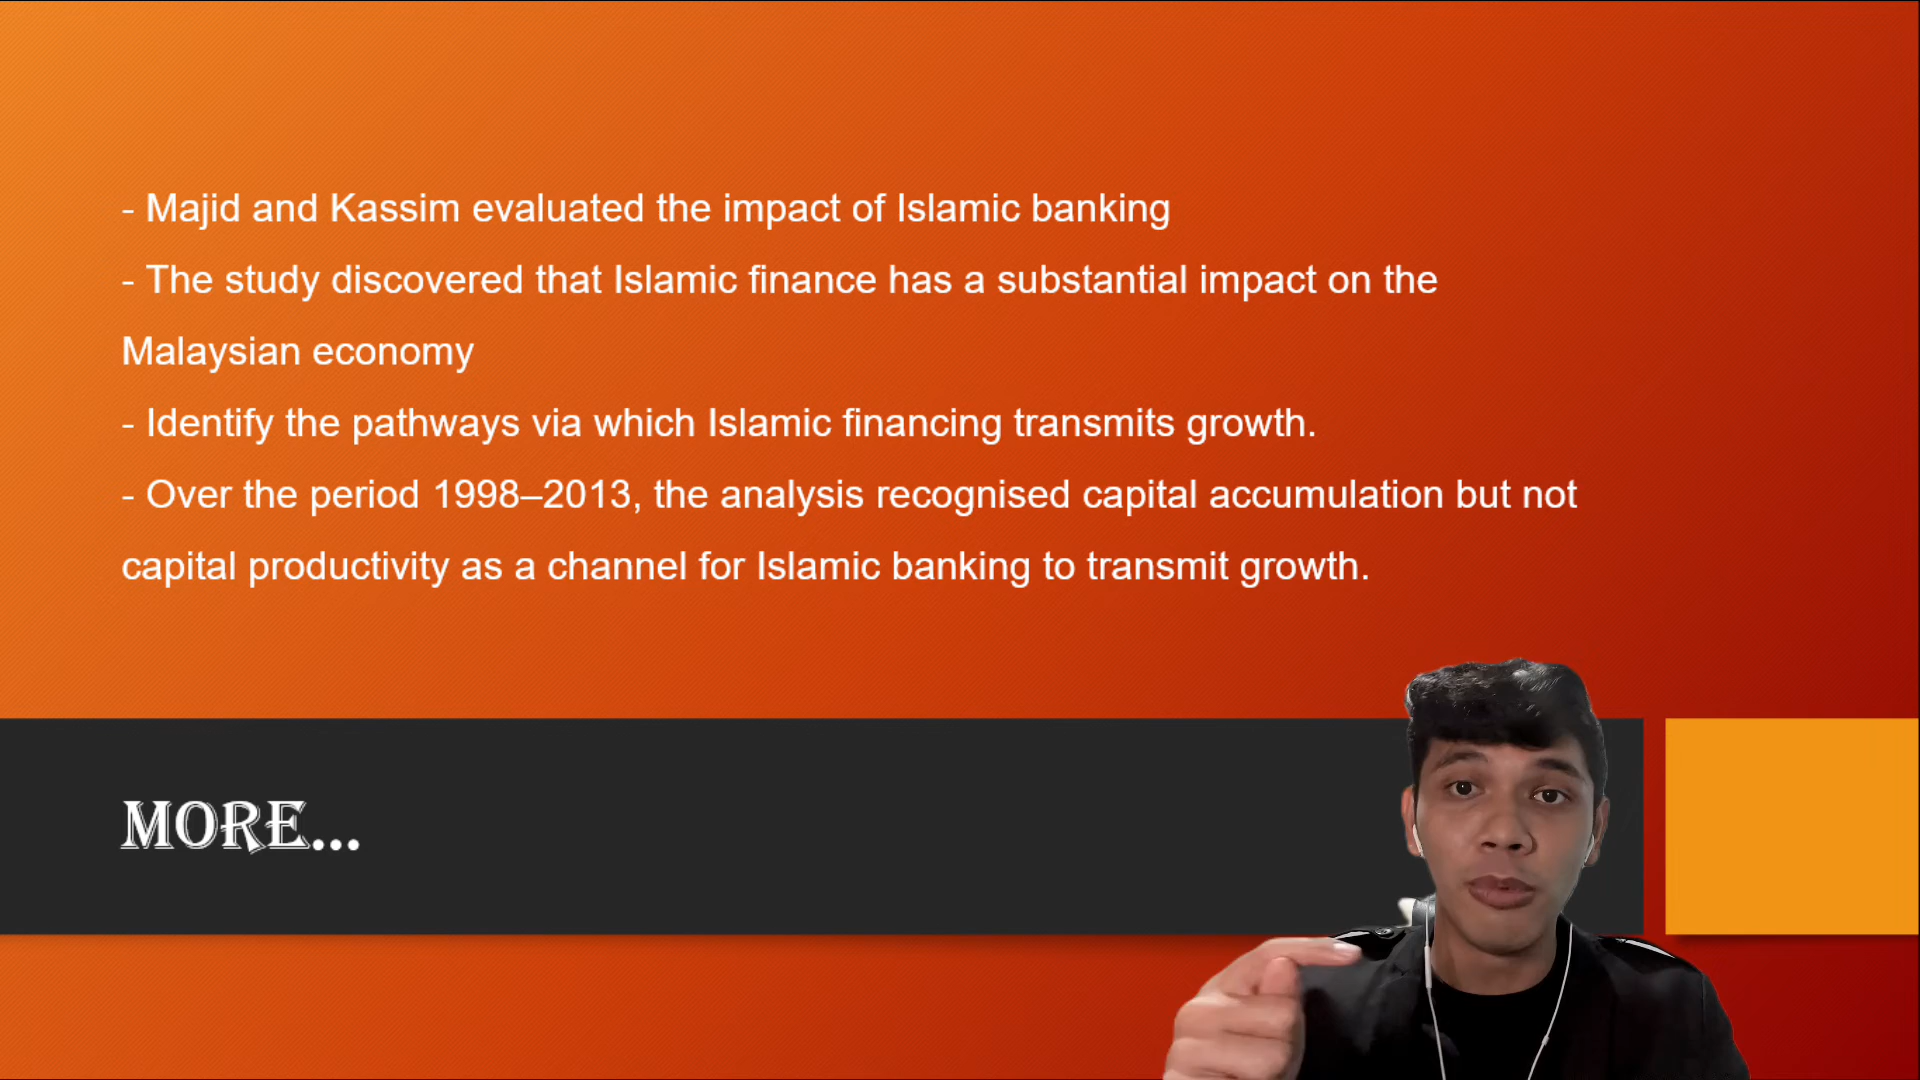 - Majid and Kassim evaluated the impact of Islamic banking
- The study discovered that Islamic finance has a substantial impact on the
Malaysian economy
- Identify the pathways via which Islamic financing transmits growth.
- Over the period 1998–2013, the analysis recognised capital accumulation but not
capital productivity as a channel for Islamic banking to transmit growth.
MORE...